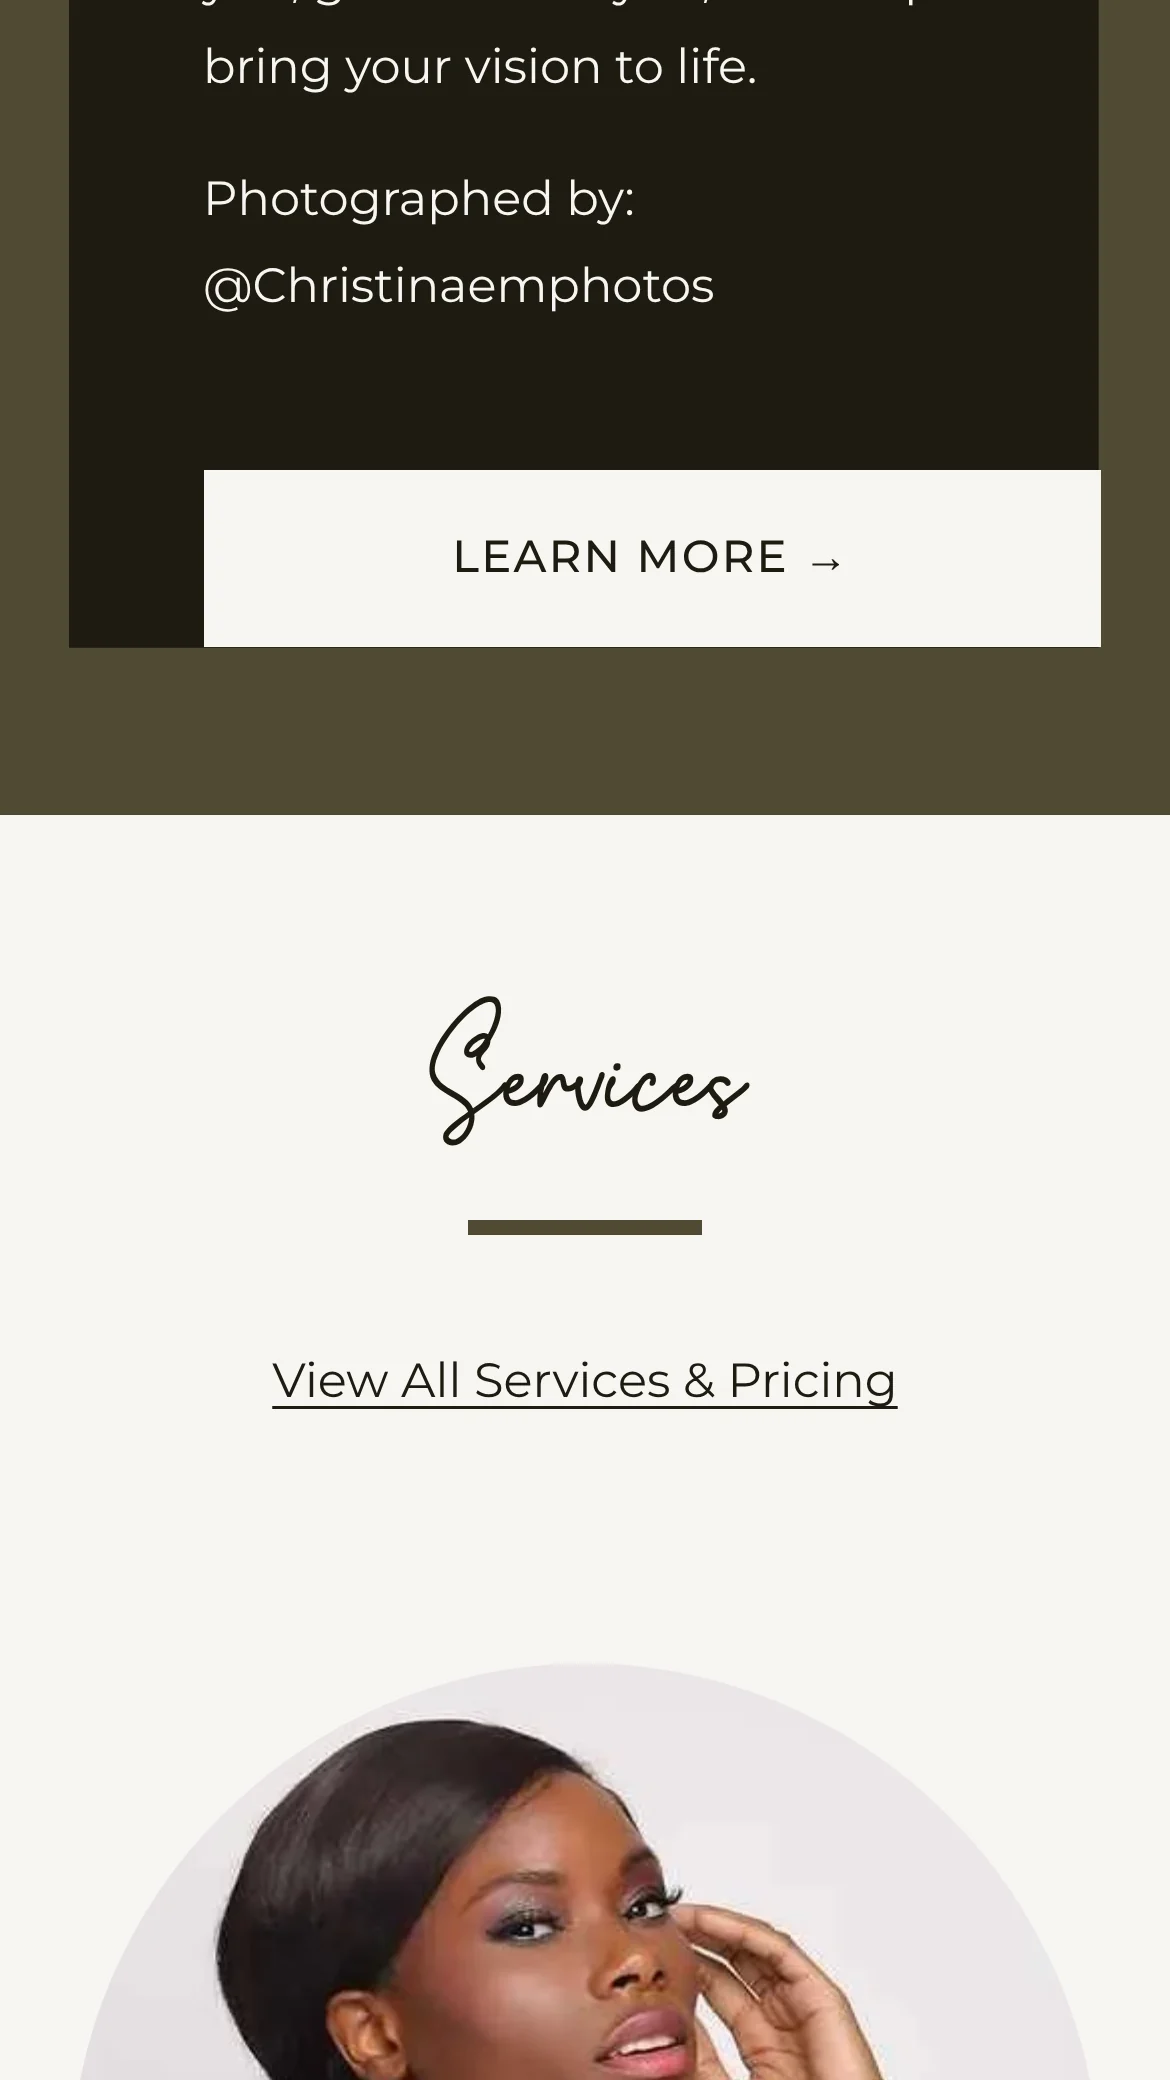 bring your vision to life.
Photographed by:
@Christinaemphotos
LEARN MORE →
Services
View All Services & Pricing